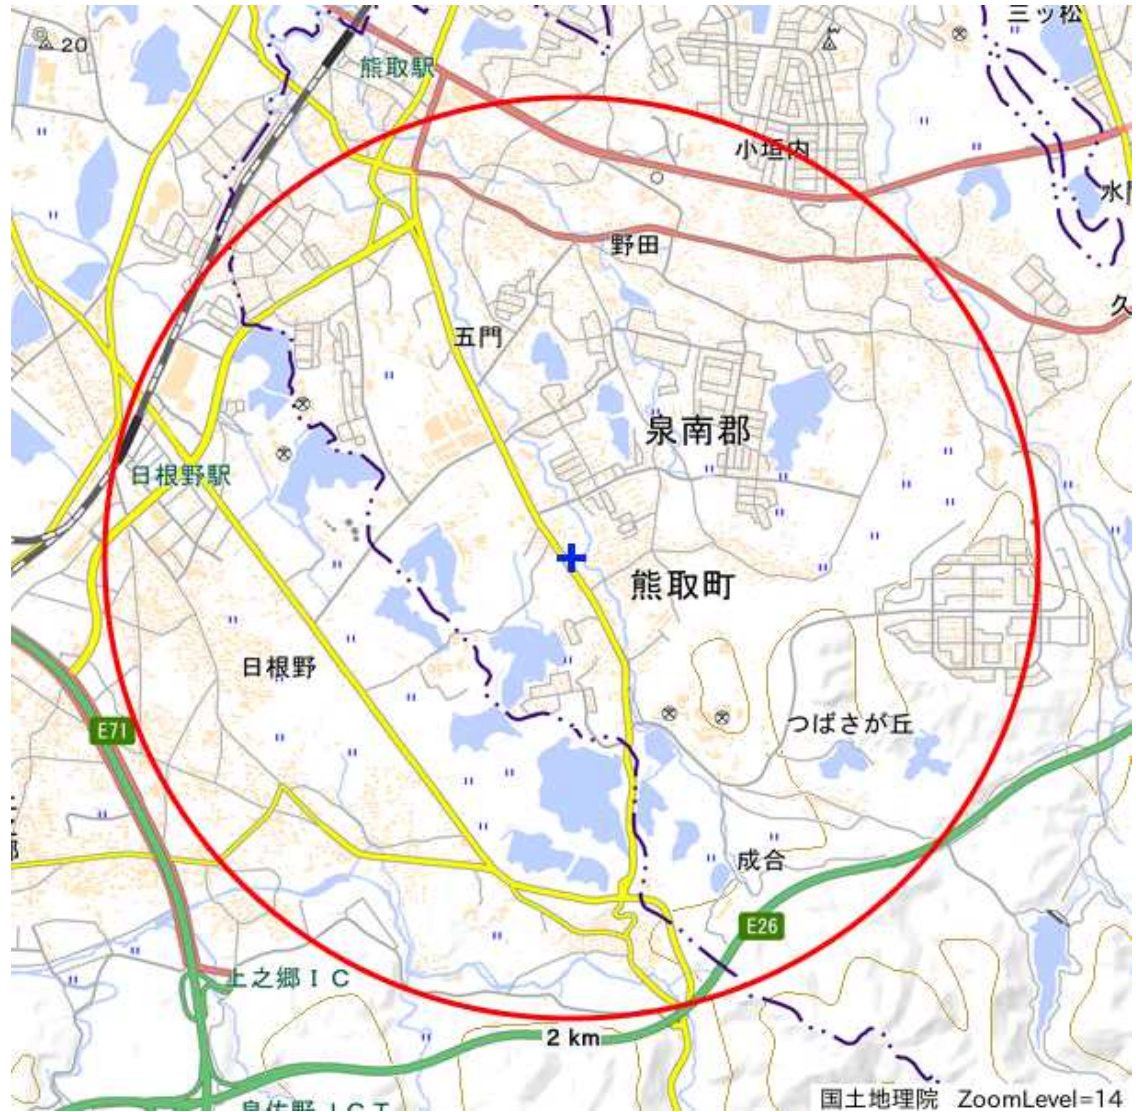 三ツ松
20
熊取駅
小垣内
水
野田
久
五門
泉南郡
日根野駅
熊取町
日根野
つばさが丘
E71
成合
E26
上之郷IC
2 km
国土地理院 ZoomLevel=14